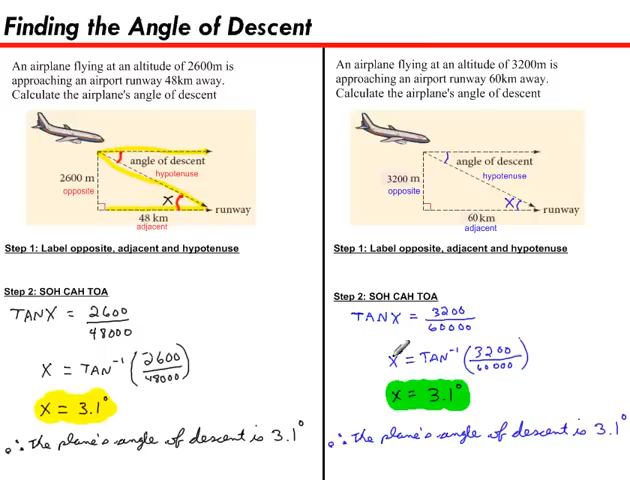 Finding the Angle of Descent
An airplane flying at an altitude of 2600m is
approaching an airport runway 48km away.
Calculate the airplane's angle of descent
angle of descent
2600 m
hypotenuse
opposite
X
runway
48 km
adjacent
Step 1: Label opposite, adjacent and hypotenuse
Step 2: SOH CAH TOA
TANX = 2600
48000
X = TAN⁻¹ (2600
48000)
X = 3.1°
∴ The plane's angle of descent is 3.1°
An airplane flying at an altitude of 3200m is
approaching an airport runway 60km away.
Calculate the airplane's angle of descent
angle of descent
3200 m
hypotenuse
opposite
X
runway
60 km
adjacent
Step 1: Label opposite, adjacent and hypotenuse
Step 2: SOH CAH TOA
TANX = 3200
60000
X = TAN⁻¹ (3200
60000)
X = 3.1°
∴ The plane's angle of descent is 3.1°